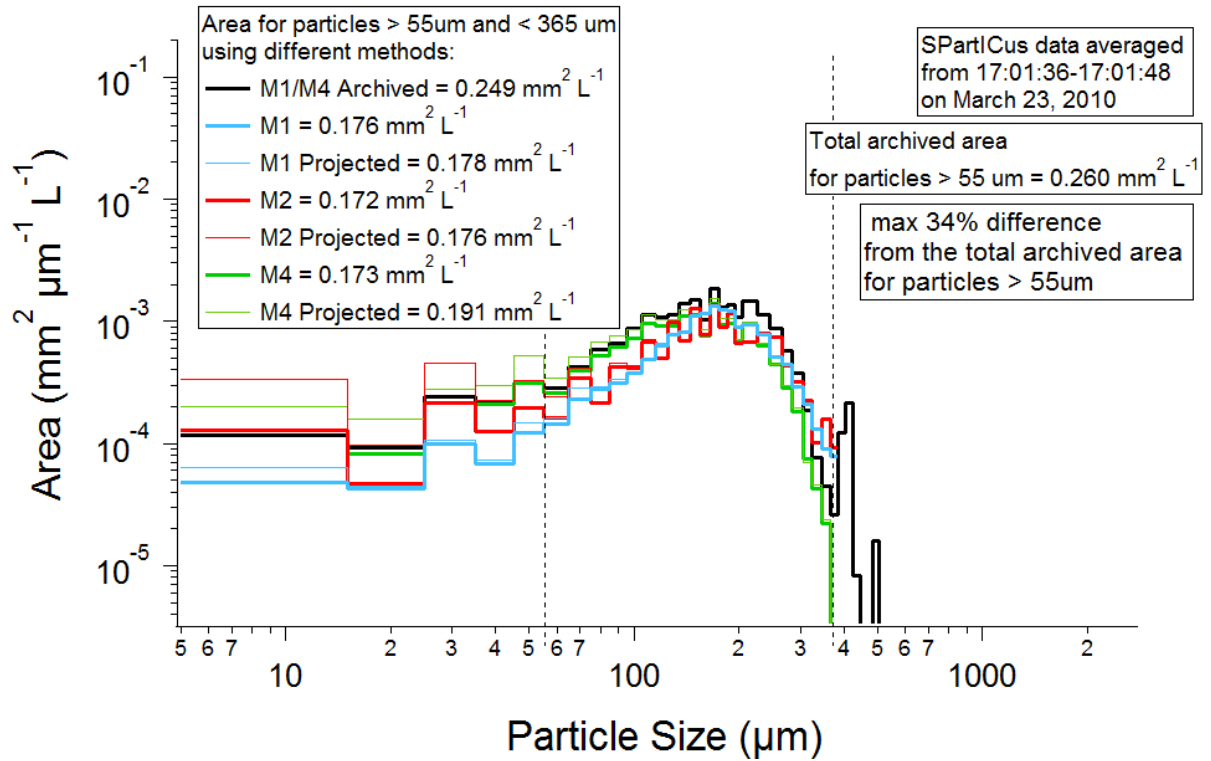 Area for particles > 55um and < 365 um
using different methods:
M1/M4 Archived = 0.249 mm² L⁻¹
M1 = 0.176 mm² L⁻¹
M1 Projected = 0.178 mm² L⁻¹
M2 = 0.172 mm² L⁻¹
M2 Projected = 0.176 mm² L⁻¹
M4 = 0.173 mm² L⁻¹
M4 Projected = 0.191 mm² L⁻¹
SPartICus data averaged
from 17:01:36-17:01:48
on March 23, 2010
Total archived area
for particles > 55 um = 0.260 mm² L⁻¹
max 34% difference
from the total archived area
for particles > 55um
Area (mm² µm⁻¹ L⁻¹)
10⁻¹
10⁻²
10⁻³
10⁻⁴
10⁻⁵
5 6 7 2 3 4 5 6 7 2 3 4 5 6 7 2
10 100 1000
Particle Size (µm)